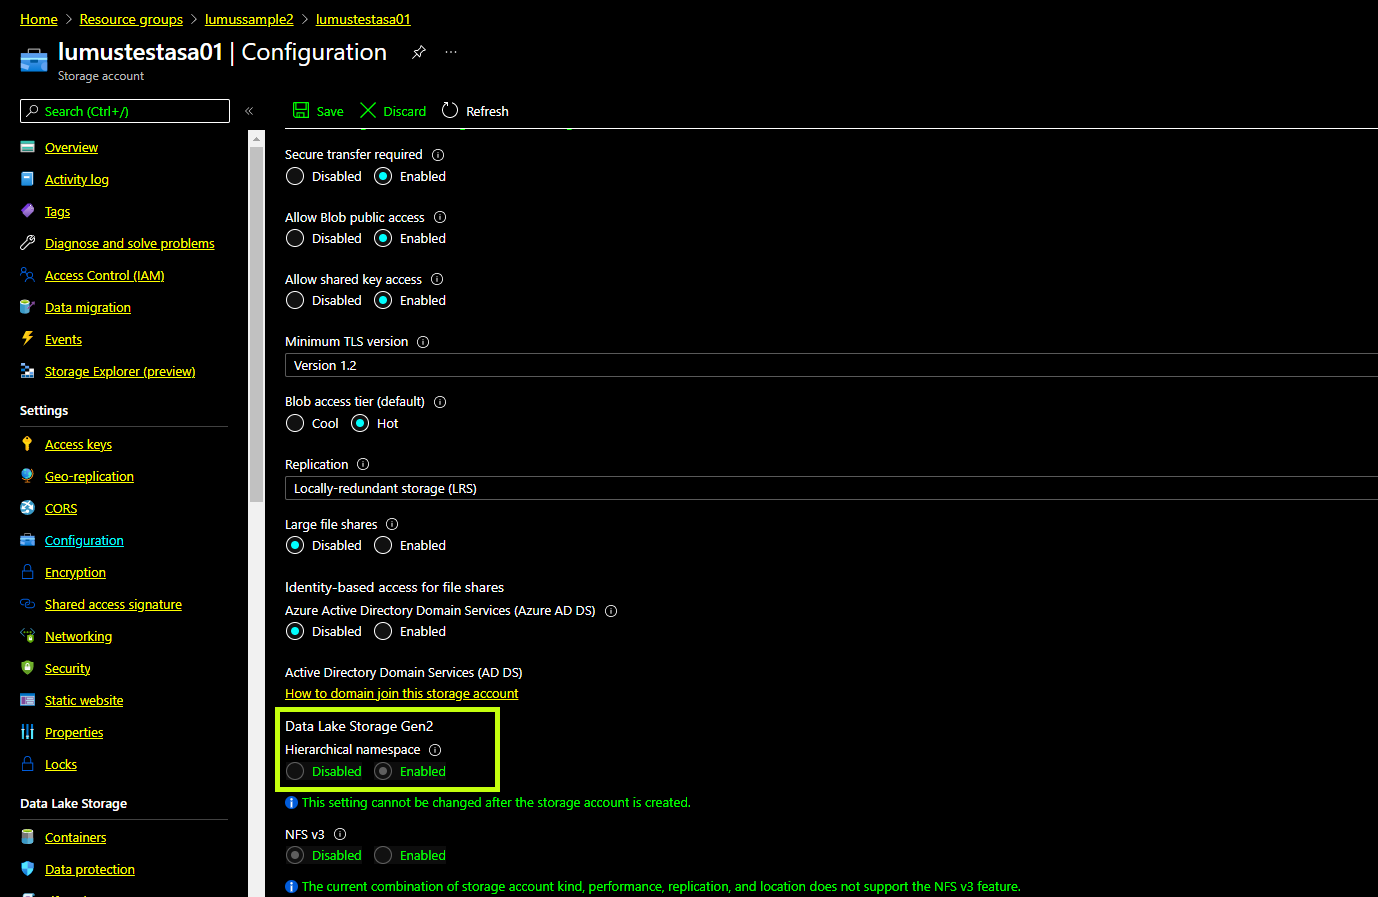 Home > Resource groups > lumussample2 > lumustestasa01
lumustestasa01 | Configuration
Storage account
Search (Ctrl+/)
Overview
Activity log
Tags
Diagnose and solve problems
Access Control (IAM)
Data migration
Events
Storage Explorer (preview)
Settings
Access keys
Geo-replication
CORS
Configuration
Encryption
Shared access signature
Networking
Security
Static website
Properties
Locks
Data Lake Storage
Containers
Data protection
Save Discard Refresh
Secure transfer required
Disabled Enabled
Allow Blob public access
Disabled Enabled
Allow shared key access
Disabled Enabled
Minimum TLS version
Version 1.2
Blob access tier (default)
Cool Hot
Replication
Locally-redundant storage (LRS)
Large file shares
Disabled Enabled
Identity-based access for file shares
Azure Active Directory Domain Services (Azure AD DS)
Disabled Enabled
Active Directory Domain Services (AD DS)
How to domain join this storage account
Data Lake Storage Gen2
Hierarchical namespace
Disabled Enabled
This setting cannot be changed after the storage account is created.
NFS v3
Disabled Enabled
The current combination of storage account kind, performance, replication, and location does not support the NFS v3 feature.